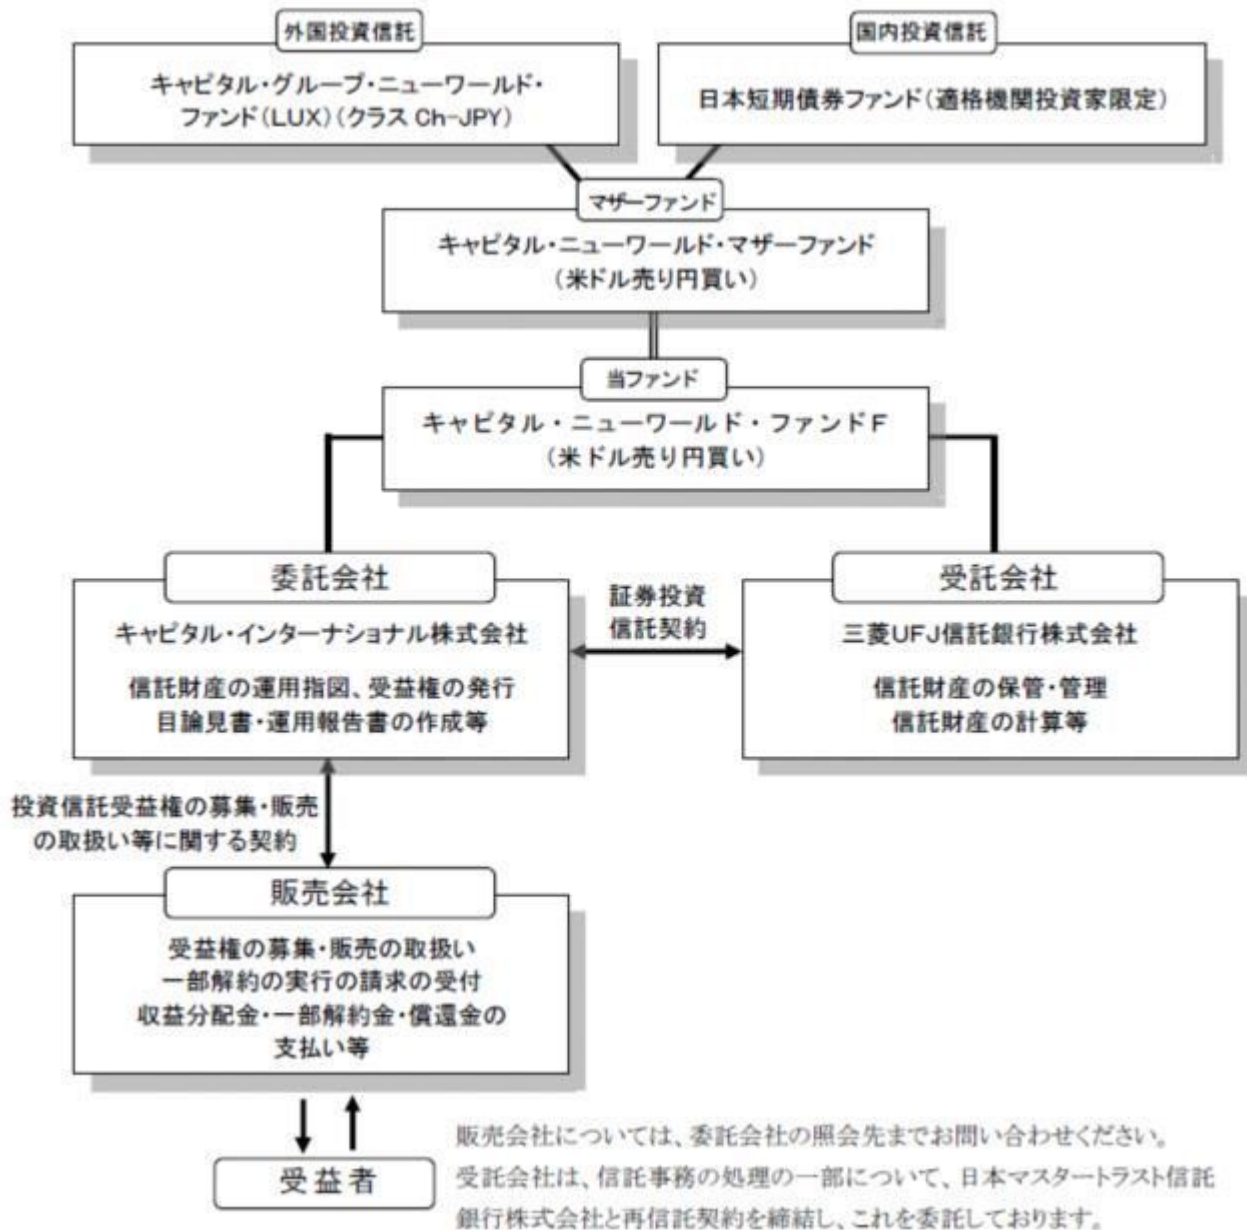 外国投資信託
キャピタル・グループ・ニューワールド・
ファンド(LUX)(クラス Ch-JPY)
国内投資信託
日本短期債券ファンド(適格機関投資家限定)
マザーファンド
キャピタル・ニューワールド・マザーファンド
(米ドル売り円買い)
当ファンド
キャピタル・ニューワールド・ファンドF
(米ドル売り円買い)
委託会社
キャピタル・インターナショナル株式会社
信託財産の運用指図、受益権の発行
目論見書・運用報告書の作成等
証券投資
信託契約
受託会社
三菱UFJ信託銀行株式会社
信託財産の保管・管理
信託財産の計算等
投資信託受益権の募集・販売
の取扱い等に関する契約
販売会社
受益権の募集・販売の取扱い
一部解約の実行の請求の受付
収益分配金・一部解約金・償還金の
支払い等
受益者
販売会社については、委託会社の照会先までお問い合わせください。
受託会社は、信託事務の処理の一部について、日本マスタートラスト信託
銀行株式会社と再信託契約を締結し、これを委託しております。